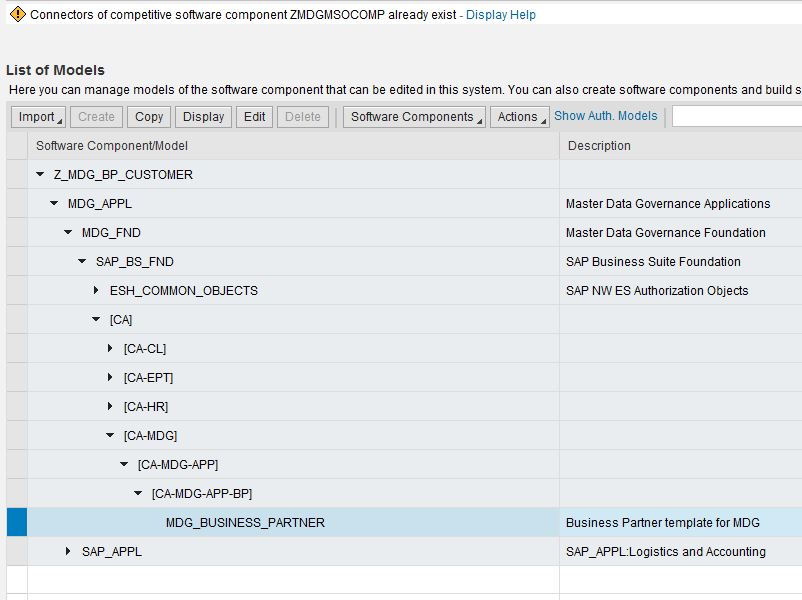 Connectors of competitive software component ZMDGMSOCOMP already exist - Display Help
List of Models
Here you can manage models of the software component that can be edited in this system. You can also create software components and build s
Import Create Copy Display Edit Delete Software Components Actions Show Auth. Models
Software Component/Model Description
Z_MDG_BP_CUSTOMER
MDG_APPL Master Data Governance Applications
MDG_FND Master Data Governance Foundation
SAP_BS_FND SAP Business Suite Foundation
ESH_COMMON_OBJECTS SAP NW ES Authorization Objects
[CA]
[CA-CL]
[CA-EPT]
[CA-HR]
[CA-MDG]
[CA-MDG-APP]
[CA-MDG-APP-BP]
MDG_BUSINESS_PARTNER Business Partner template for MDG
SAP_APPL SAP_APPL:Logistics and Accounting